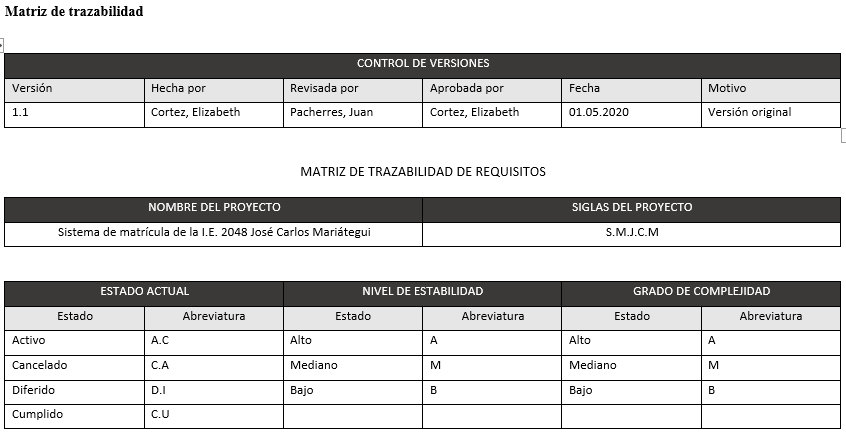 Matriz de trazabilidad
CONTROL DE VERSIONES
Versión Hecha por Revisada por Aprobada por Fecha Motivo
1.1 Cortez, Elizabeth Pacherres, Juan Cortez, Elizabeth 01.05.2020 Versión original
MATRIZ DE TRAZABILIDAD DE REQUISITOS
NOMBRE DEL PROYECTO SIGLAS DEL PROYECTO
Sistema de matrícula de la I.E. 2048 José Carlos Mariátegui S.M.J.C.M
ESTADO ACTUAL NIVEL DE ESTABILIDAD GRADO DE COMPLEJIDAD
Estado Abreviatura Estado Abreviatura Estado Abreviatura
Activo A.C Alto A Alto A
Cancelado C.A Mediano M Mediano M
Diferido D.I Bajo B Bajo B
Cumplido C.U